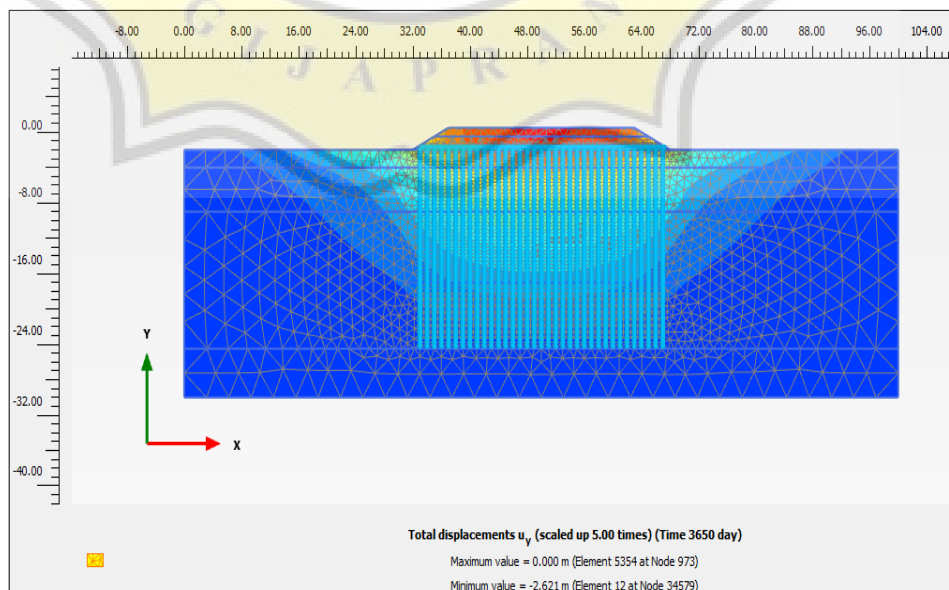 -8.00 0.00 8.00 16.00 24.00 32.00 40.00 48.00 56.00 64.00 72.00 80.00 88.00 96.00 104.00
GIJAPRAN
0.00
-8.00
-16.00
-24.00
-32.00
-40.00
Y
X
Total displacements uy (scaled up 5.00 times) (Time 3650 day)
Maximum value = 0.000 m (Element 5354 at Node 973)
Minimum value = -2.621 m (Element 12 at Node 34579)